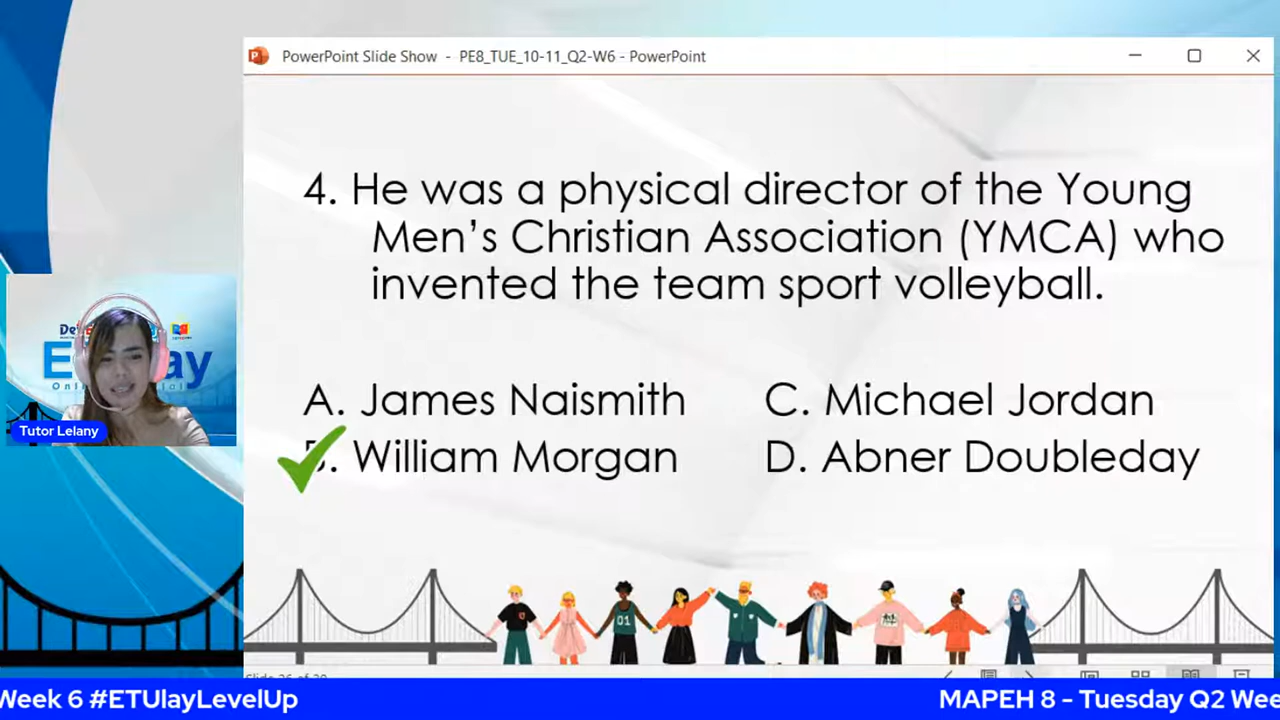 PowerPoint Slide Show - PE8_TUE_10-11_Q2-W6 - PowerPoint
4. He was a physical director of the Young
Men's Christian Association (YMCA) who
invented the team sport volleyball.
A. James Naismith
C. Michael Jordan
B. William Morgan
D. Abner Doubleday
01
Tutor Lelany
Week 6 #ETUlayLevelUp
MAPEH 8 - Tuesday Q2 Wee